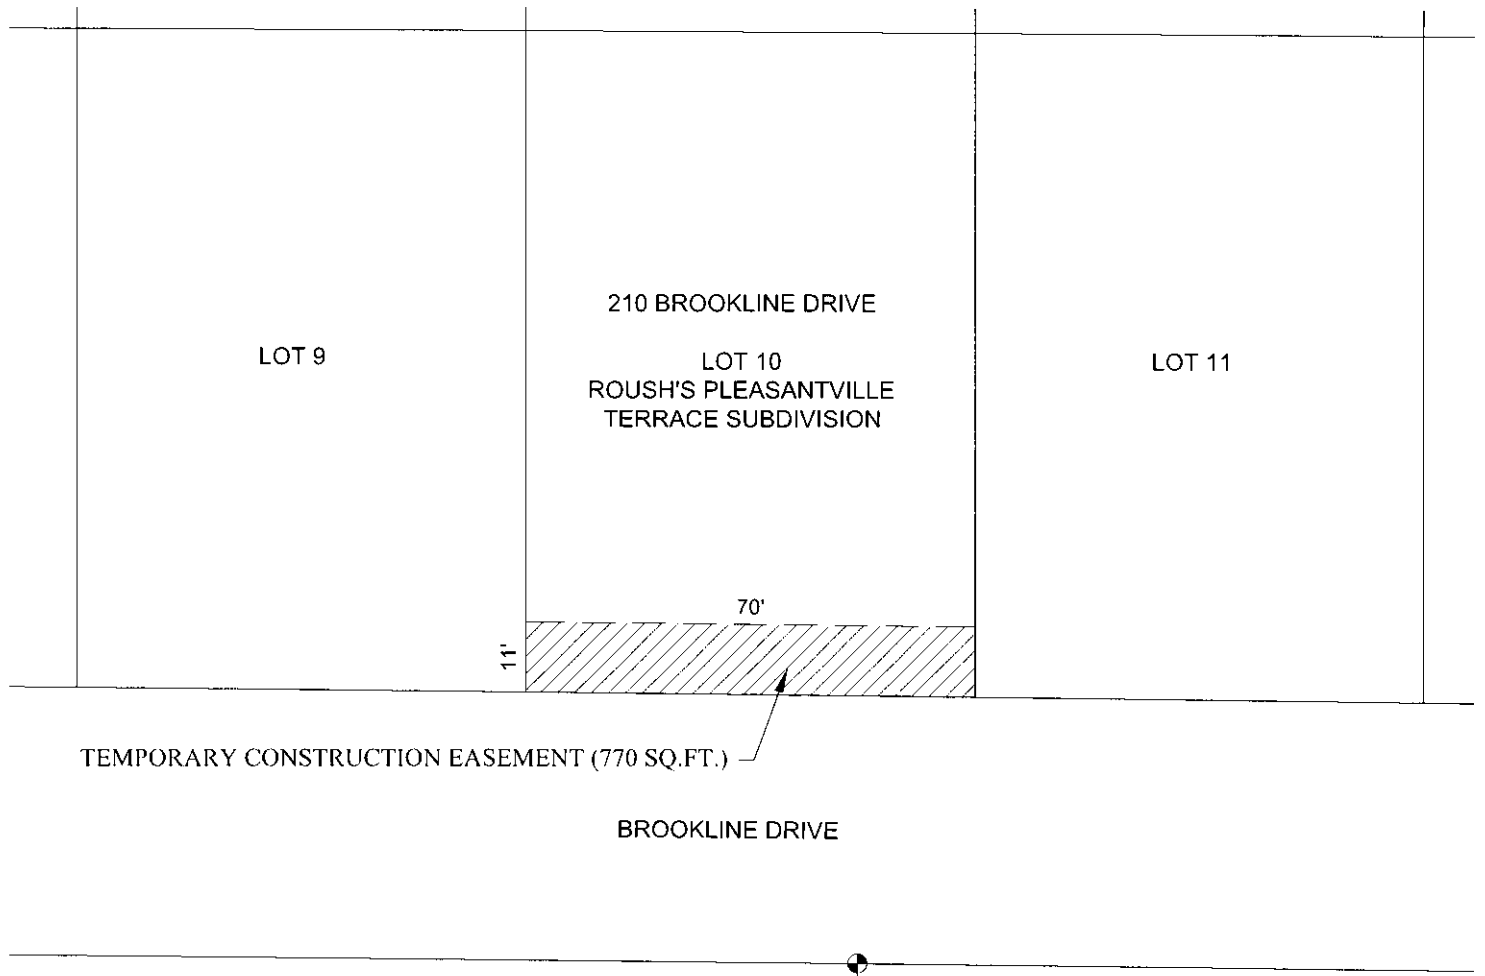 210 BROOKLINE DRIVE
LOT 9
LOT 10
ROUSH'S PLEASANTVILLE
TERRACE SUBDIVISION
LOT 11
70'
11'
TEMPORARY CONSTRUCTION EASEMENT (770 SQ.FT.)
BROOKLINE DRIVE